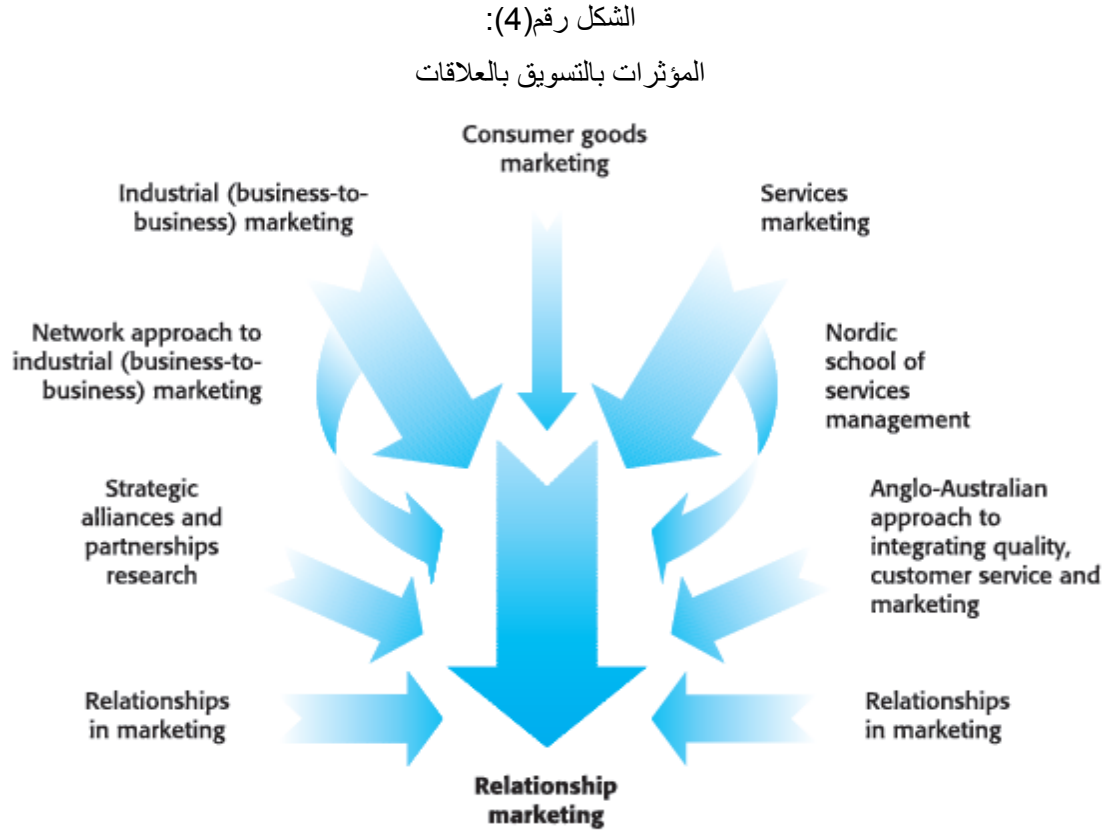 الشكل رقم(4):
المؤثرات بالتسويق بالعلاقات
Consumer goods
marketing
Industrial (business-to-
business) marketing
Services
marketing
Network approach to
industrial (business-to-
business) marketing
Nordic
school of
services
management
Strategic
alliances and
partnerships
research
Anglo-Australian
approach to
integrating quality,
customer service and
marketing
Relationships
in marketing
Relationships
in marketing
Relationship
marketing